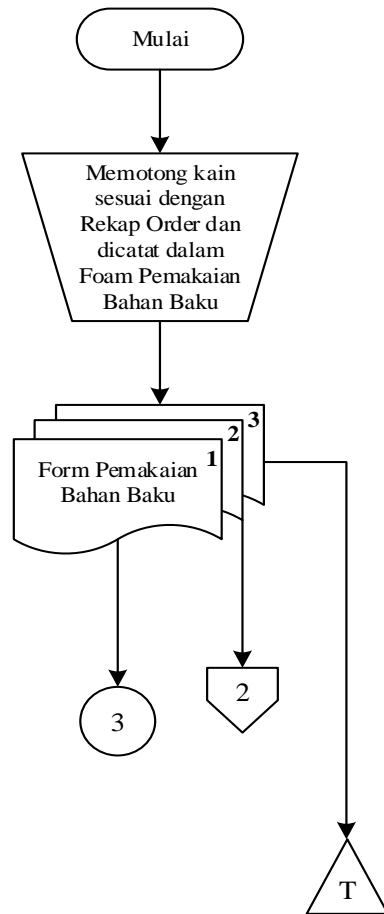 Mulai
Memotong kain
sesuai dengan
Rekap Order dan
dicatat dalam
Foam Pemakaian
Bahan Baku
3
2
1
Form Pemakaian
Bahan Baku
3
2
T